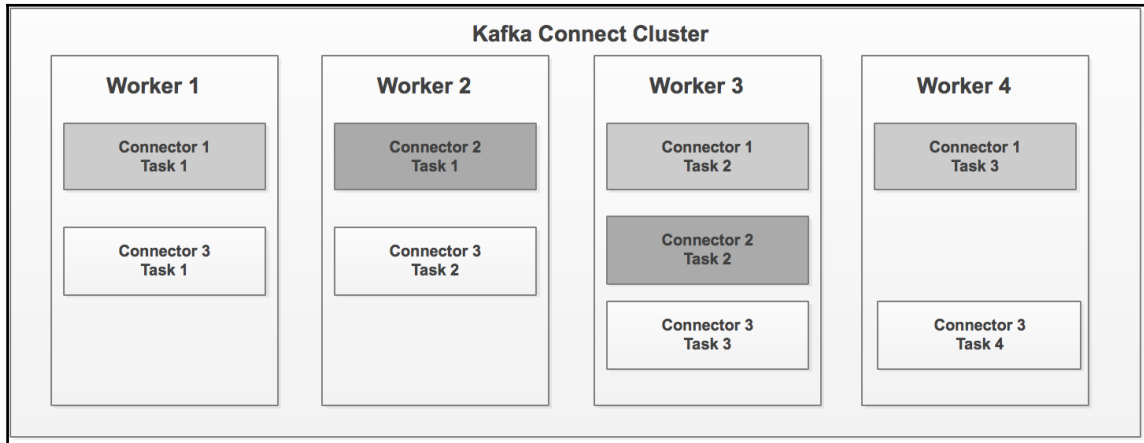 Kafka Connect Cluster
Worker 1
Connector 1
Task 1
Connector 3
Task 1
Worker 2
Connector 2
Task 1
Connector 3
Task 2
Worker 3
Connector 1
Task 2
Connector 2
Task 2
Connector 3
Task 3
Worker 4
Connector 1
Task 3
Connector 3
Task 4